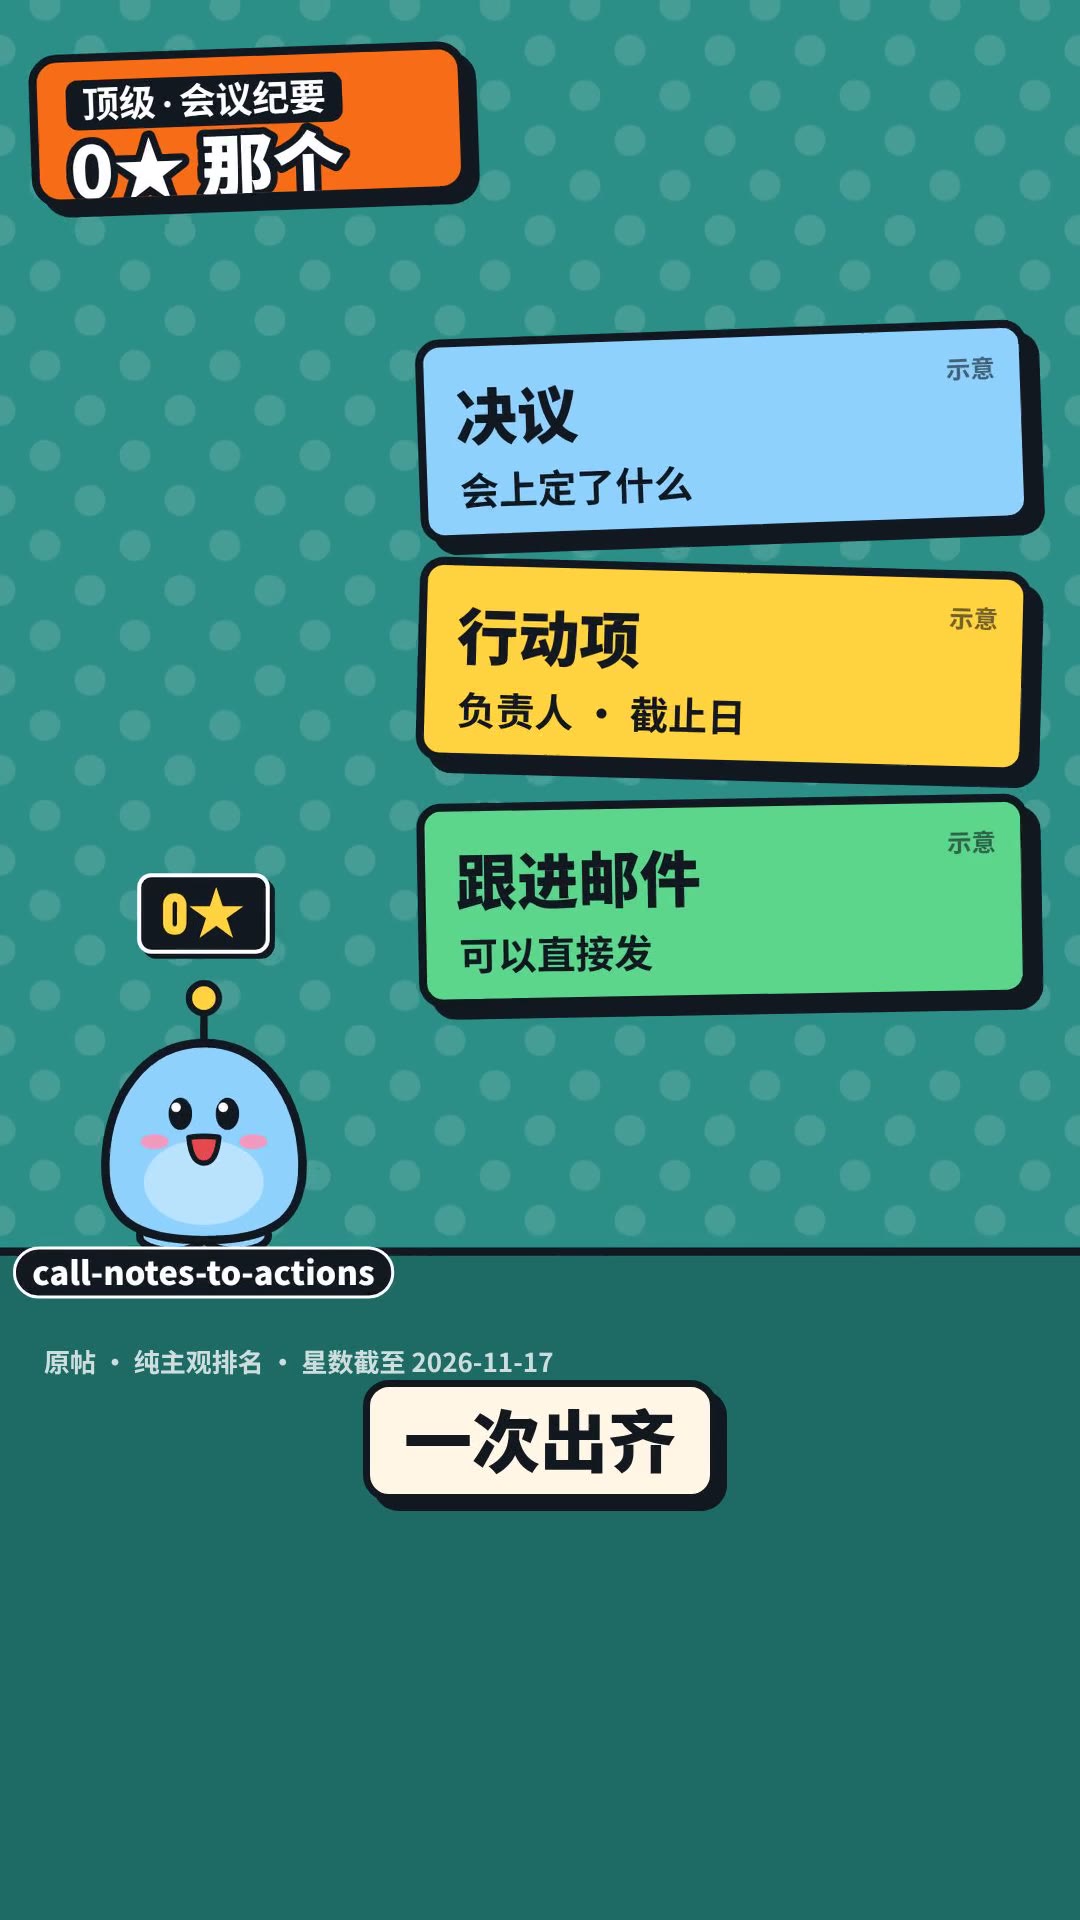 顶级·会议纪要
0★ 那个
示意
决议
会上定了什么
示意
行动项
负责人 · 截止日
示意
跟进邮件
可以直接发
0★
call-notes-to-actions
原帖 · 纯主观排名 · 星数截至 2026-11-17
一次出齐